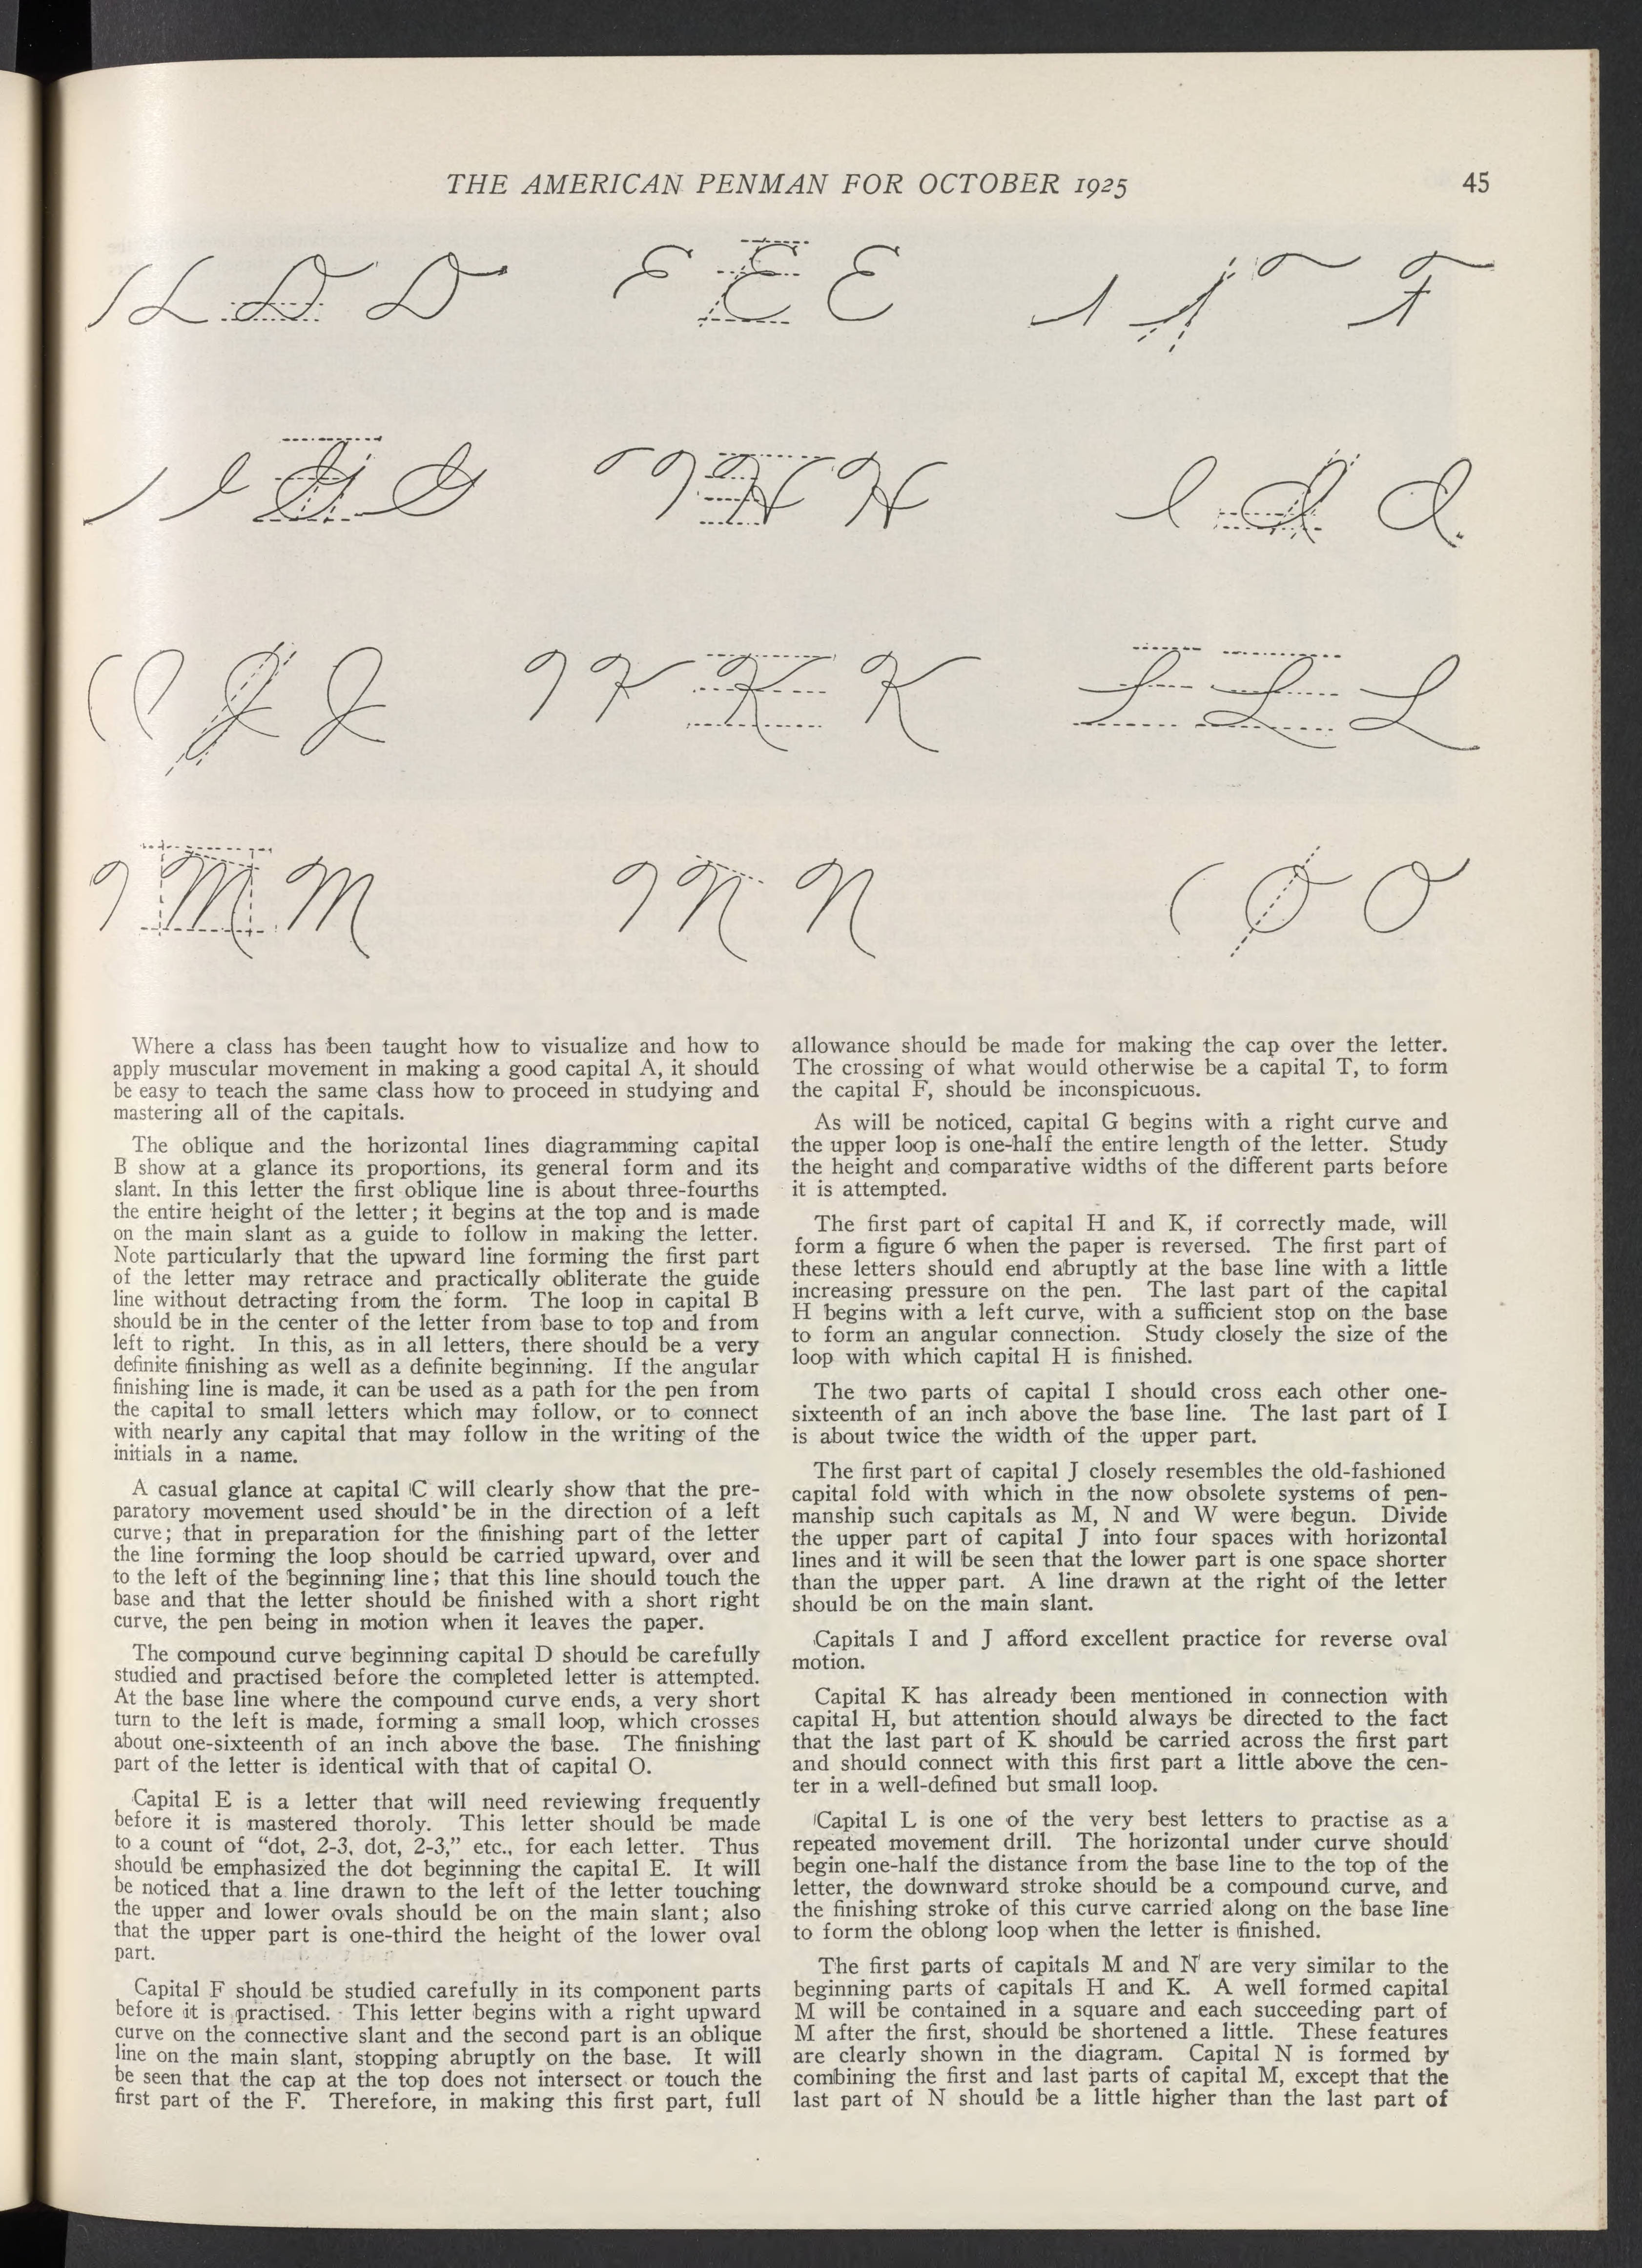 THE AMERICAN PENMAN FOR OCTOBER 1925
45
D D
E E E
F
G G
H H
I I
J J
K K
L L L
M M
N N
O O
Where a class has been taught how to visualize and how to
apply muscular movement in making a good capital A, it should
be easy to teach the same class how to proceed in studying and
mastering all of the capitals.
The oblique and the horizontal lines diagramming capital
B show at a glance its proportions, its general form and its
slant. In this letter the first oblique line is about three-fourths
the entire height of the letter; it begins at the top and is made
on the main slant as a guide to follow in making the letter.
Note particularly that the upward line forming the first part
of the letter may retrace and practically obliterate the guide
line without detracting from the form. The loop in capital B
should be in the center of the letter from base to top and from
left to right. In this, as in all letters, there should be a very
definite finishing as well as a definite beginning. If the angular
finishing line is made, it can be used as a path for the pen from
the capital to small letters which may follow, or to connect
with nearly any capital that may follow in the writing of the
initials in a name.
A casual glance at capital C will clearly show that the pre-
paratory movement used should be in the direction of a left
curve; that in preparation for the finishing part of the letter
the line forming the loop should be carried upward, over and
to the left of the beginning line; that this line should touch the
base and that the letter should be finished with a short right
curve, the pen being in motion when it leaves the paper.
The compound curve beginning capital D should be carefully
studied and practised before the completed letter is attempted.
At the base line where the compound curve ends, a very short
turn to the left is made, forming a small loop, which crosses
about one-sixteenth of an inch above the base. The finishing
part of the letter is identical with that of capital O.
Capital E is a letter that will need reviewing frequently
before it is mastered thoroly. This letter should be made
to a count of “dot, 2-3, dot, 2-3,” etc., for each letter. Thus
should be emphasized the dot beginning the capital E. It will
be noticed that a line drawn to the left of the letter touching
the upper and lower ovals should be on the main slant; also
that the upper part is one-third the height of the lower oval
part.
Capital F should be studied carefully in its component parts
before it is practised. This letter begins with a right upward
curve on the connective slant and the second part is an oblique
line on the main slant, stopping abruptly on the base. It will
be seen that the cap at the top does not intersect or touch the
first part of the F. Therefore, in making this first part, full
allowance should be made for making the cap over the letter.
The crossing of what would otherwise be a capital T, to form
the capital F, should be inconspicuous.
As will be noticed, capital G begins with a right curve and
the upper loop is one-half the entire length of the letter. Study
the height and comparative widths of the different parts before
it is attempted.
The first part of capital H and K, if correctly made, will
form a figure 6 when the paper is reversed. The first part of
these letters should end abruptly at the base line with a little
increasing pressure on the pen. The last part of the capital
H begins with a left curve, with a sufficient stop on the base
to form an angular connection. Study closely the size of the
loop with which capital H is finished.
The two parts of capital I should cross each other one-
sixteenth of an inch above the base line. The last part of I
is about twice the width of the upper part.
The first part of capital J closely resembles the old-fashioned
capital fold with which in the now obsolete systems of pen-
manship such capitals as M, N and W were begun. Divide
the upper part of capital J into four spaces with horizontal
lines and it will be seen that the lower part is one space shorter
than the upper part. A line drawn at the right of the letter
should be on the main slant.
Capitals I and J afford excellent practice for reverse oval
motion.
Capital K has already been mentioned in connection with
capital H, but attention should always be directed to the fact
that the last part of K should be carried across the first part
and should connect with this first part a little above the cen-
ter in a well-defined but small loop.
Capital L is one of the very best letters to practise as a
repeated movement drill. The horizontal under curve should
begin one-half the distance from the base line to the top of the
letter, the downward stroke should be a compound curve, and
the finishing stroke of this curve carried along on the base line
to form the oblong loop when the letter is finished.
The first parts of capitals M and N are very similar to the
beginning parts of capitals H and K. A well formed capital
M will be contained in a square and each succeeding part of
M after the first, should be shortened a little. These features
are clearly shown in the diagram. Capital N is formed by
combining the first and last parts of capital M, except that the
last part of N should be a little higher than the last part of